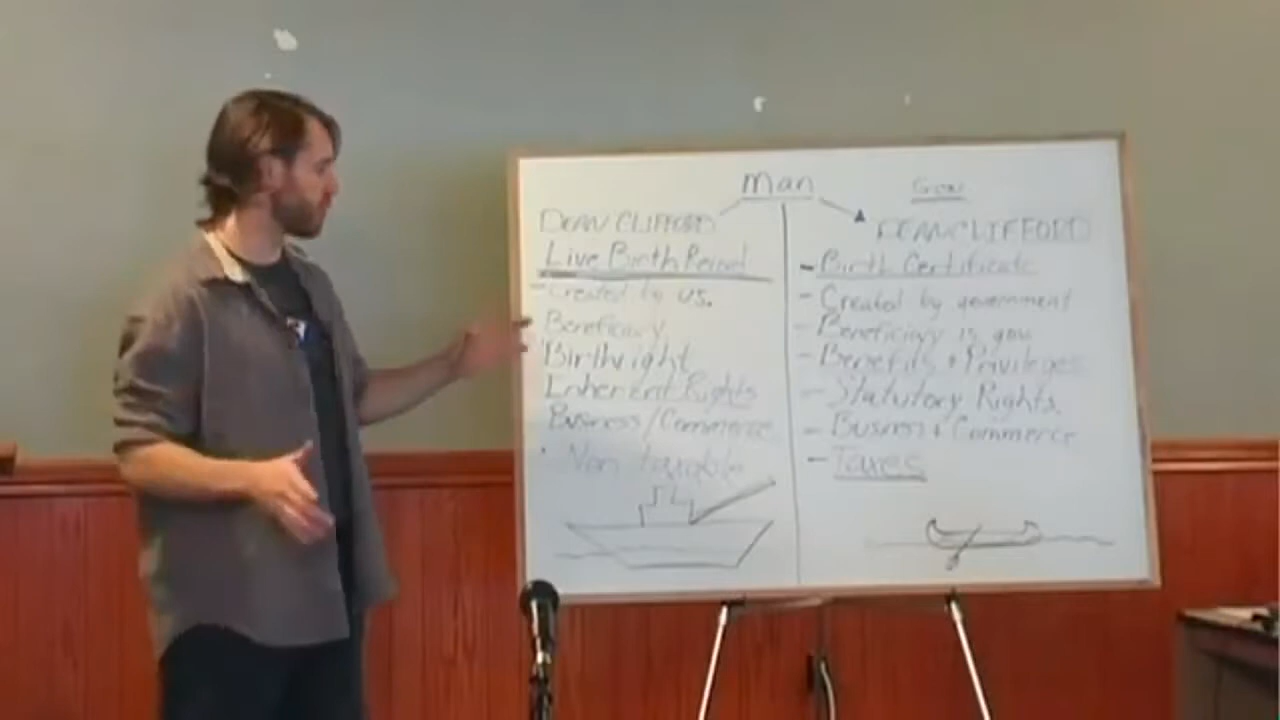 Man
DEAN CLIFFORD
Live Birth Record
- Created by us.
Beneficiary
Birthright
Inherent Rights
Business/Commerce
Non taxable
Gov
DEAN CLIFFORD
- Birth Certificate
- Created by government
- Beneficiary is gov
- Benefits + Privileges
- Statutory Rights
- Business + Commerce
- Taxes